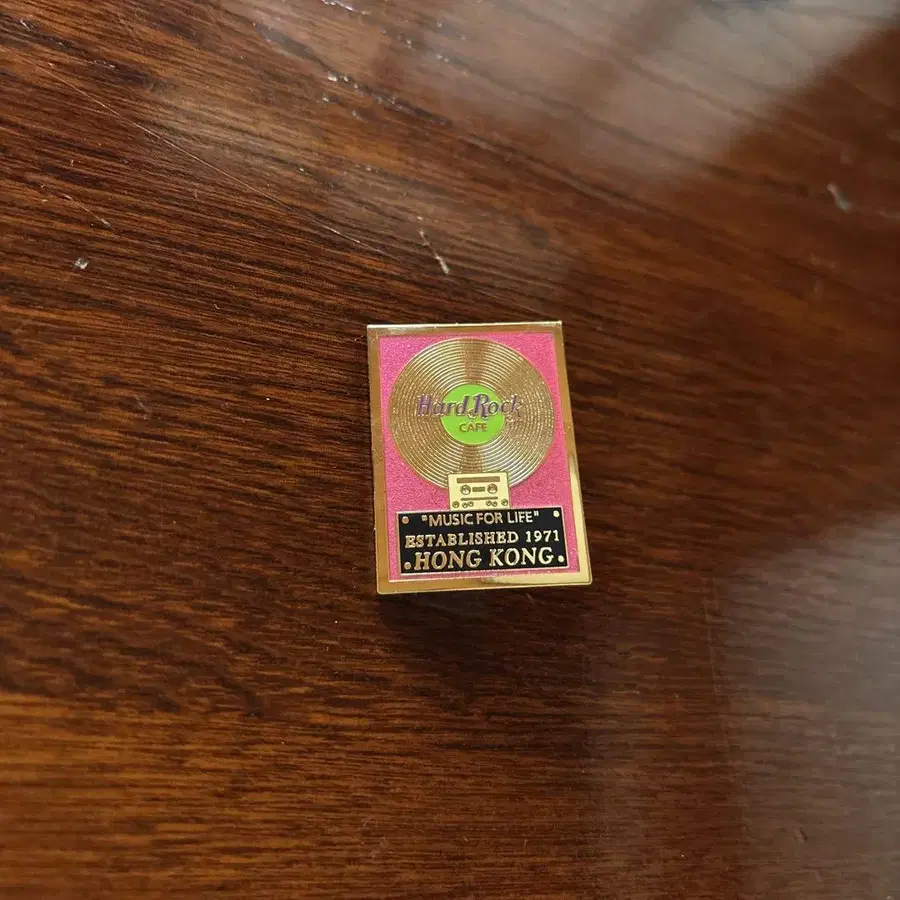 Hard Rock
CAFE
"MUSIC FOR LIFE"
ESTABLISHED 1971
HONG KONG